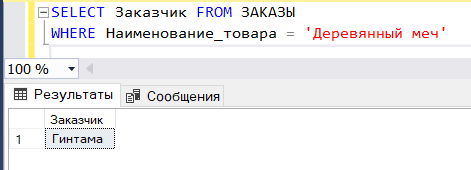 SELECT Заказчик FROM ЗАКАЗЫ
WHERE Наименование_товара = 'Деревянный меч'
100 %
Результаты Сообщения
Заказчик
1 Гинтама